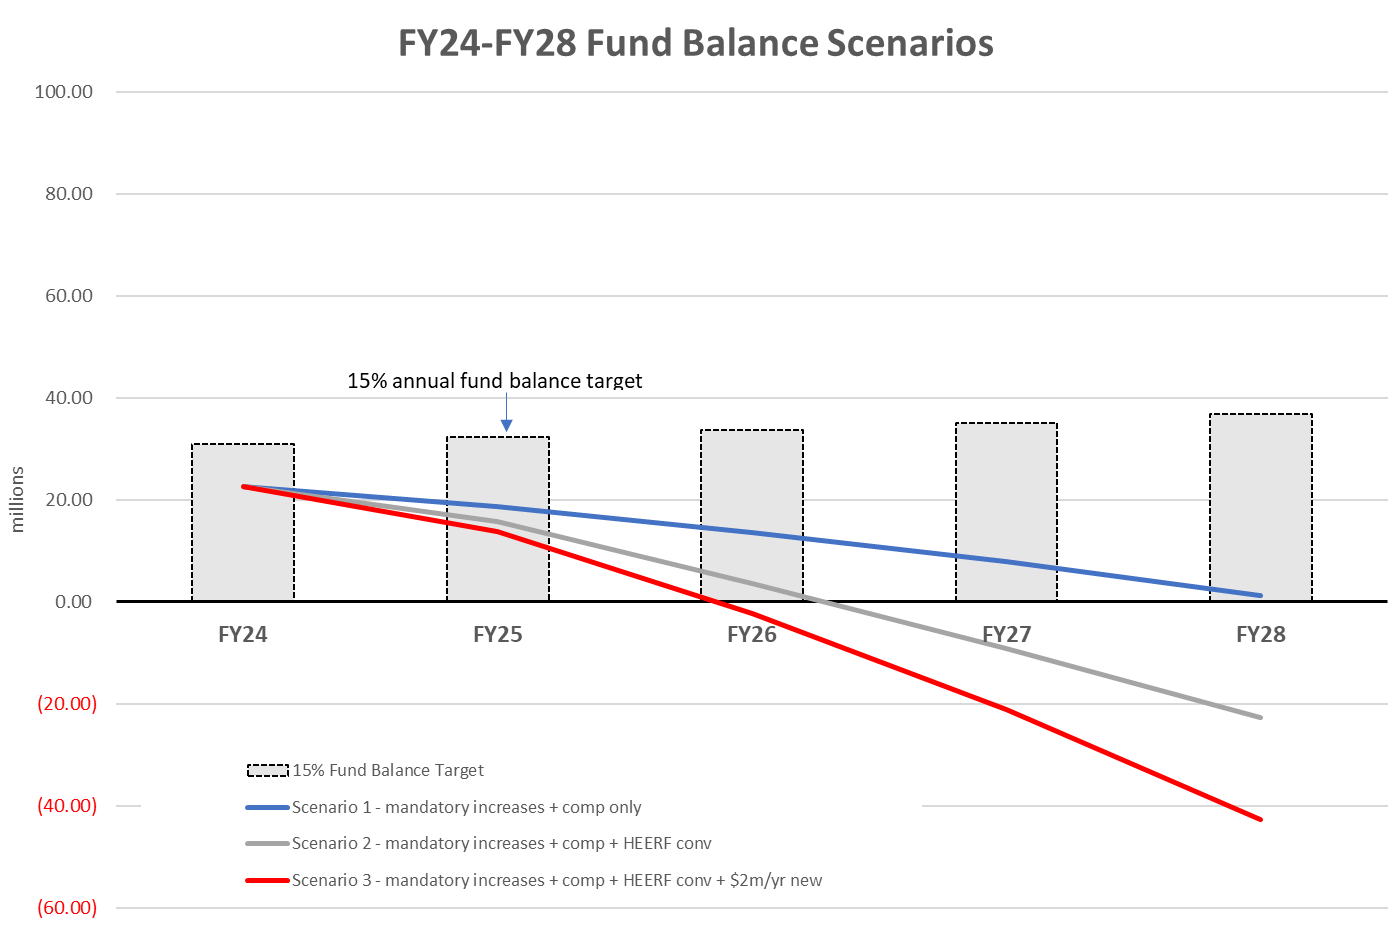 FY24-FY28 Fund Balance Scenarios
100.00
80.00
60.00
40.00
20.00
0.00
(20.00)
(40.00)
(60.00)
millions
15% annual fund balance target
FY24 FY25 FY26 FY27 FY28
15% Fund Balance Target
Scenario 1 - mandatory increases + comp only
Scenario 2 - mandatory increases + comp + HEERF conv
Scenario 3 - mandatory increases + comp + HEERF conv + $2m/yr new